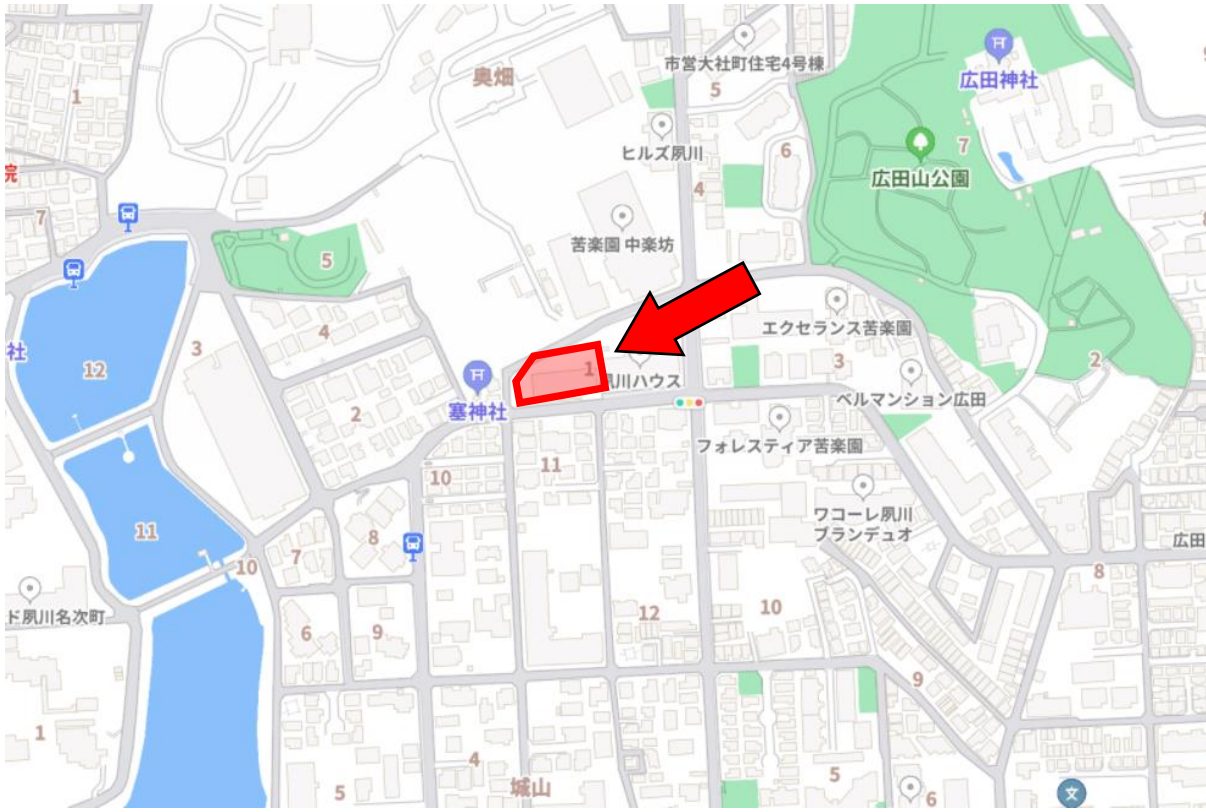 市営大社町住宅4号棟
広田神社
奥畑
5
1
ヒルズ夙川
6
7
広田山公園
院
7
4
苦楽園 中楽坊
5
エクセランス苦楽園
4
3
社
12
3
2
1
夙川ハウス
ベルマンション広田
塞神社
2
フォレスティア苦楽園
10
11
ワコーレ夙川
ブランデュオ
11
8
広田
7
10
8
ド夙川名次町
12
10
6
9
9
1
4
城山
5
5
6
文